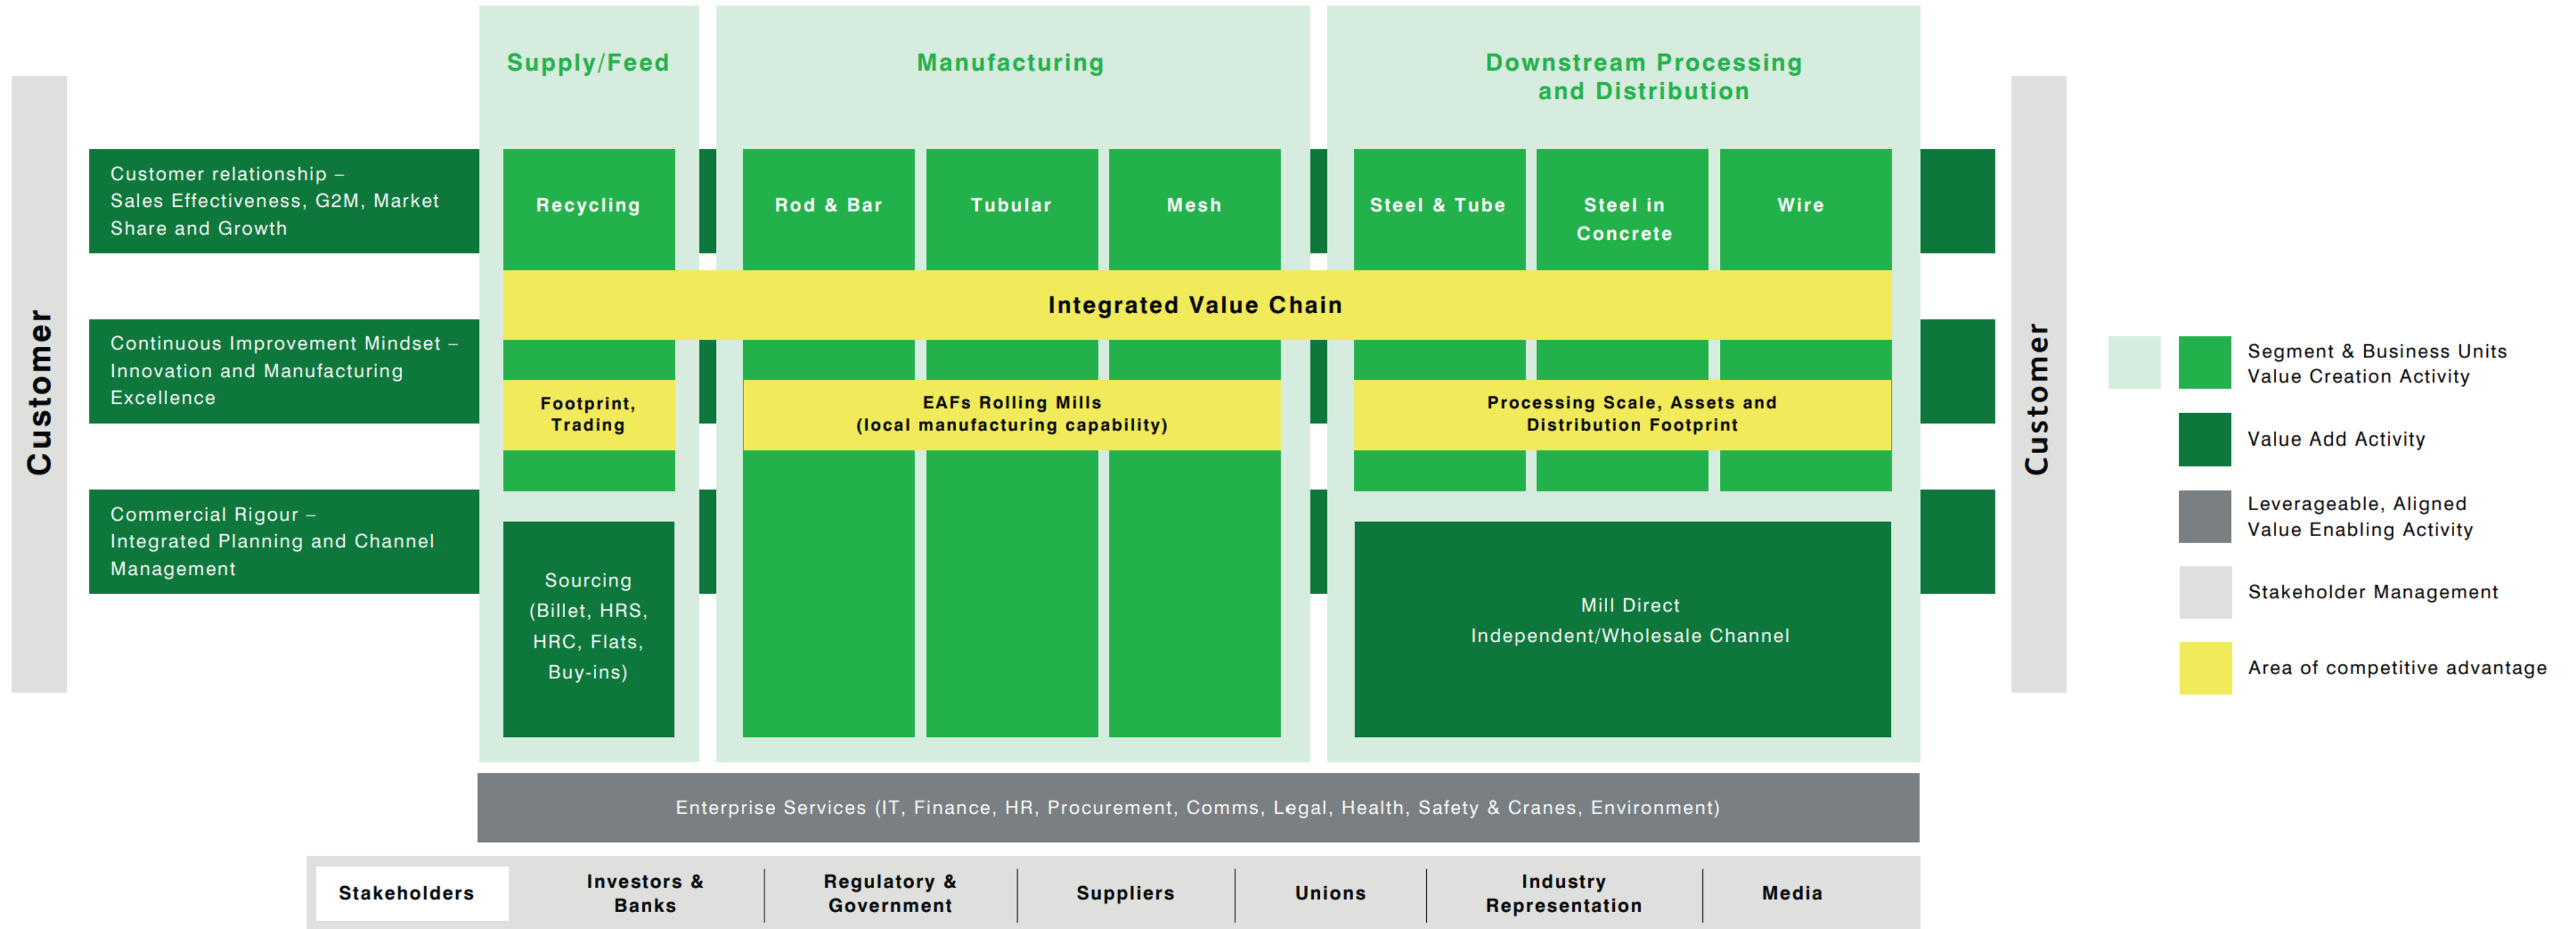 Supply/Feed
Manufacturing
Downstream Processing
and Distribution
Customer
Customer relationship –
Sales Effectiveness, G2M, Market
Share and Growth
Continuous Improvement Mindset –
Innovation and Manufacturing
Excellence
Commercial Rigour –
Integrated Planning and Channel
Management
Recycling
Rod & Bar
Tubular
Mesh
Steel & Tube
Steel in
Concrete
Wire
Integrated Value Chain
Footprint,
Trading
EAFs Rolling Mills
(local manufacturing capability)
Processing Scale, Assets and
Distribution Footprint
Sourcing
(Billet, HRS,
HRC, Flats,
Buy-ins)
Mill Direct
Independent/Wholesale Channel
Customer
Segment & Business Units
Value Creation Activity
Value Add Activity
Leverageable, Aligned
Value Enabling Activity
Stakeholder Management
Area of competitive advantage
Enterprise Services (IT, Finance, HR, Procurement, Comms, Legal, Health, Safety & Cranes, Environment)
Stakeholders
Investors &
Banks
Regulatory &
Government
Suppliers
Unions
Industry
Representation
Media